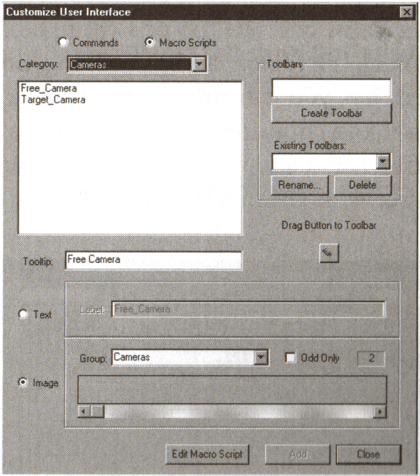 Customize User Interface
Commands
Macro Scripts
Category:
Cameras
Free_Camera
Target_Camera
Toolbars
Create Toolbar
Existing Toolbars:
Rename...
Delete
Drag Button to Toolbar
Tooltip:
Free Camera
Text
Label:
Free_Camera
Group:
Cameras
Odd Only
2
Image
Edit Macro Script
Add
Close